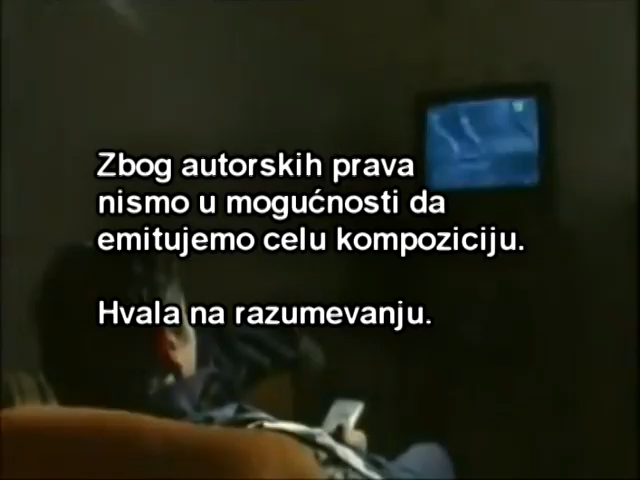 Zbog autorskih prava
nismo u mogućnosti da
emitujemo celu kompoziciju.
Hvala na razumevanju.